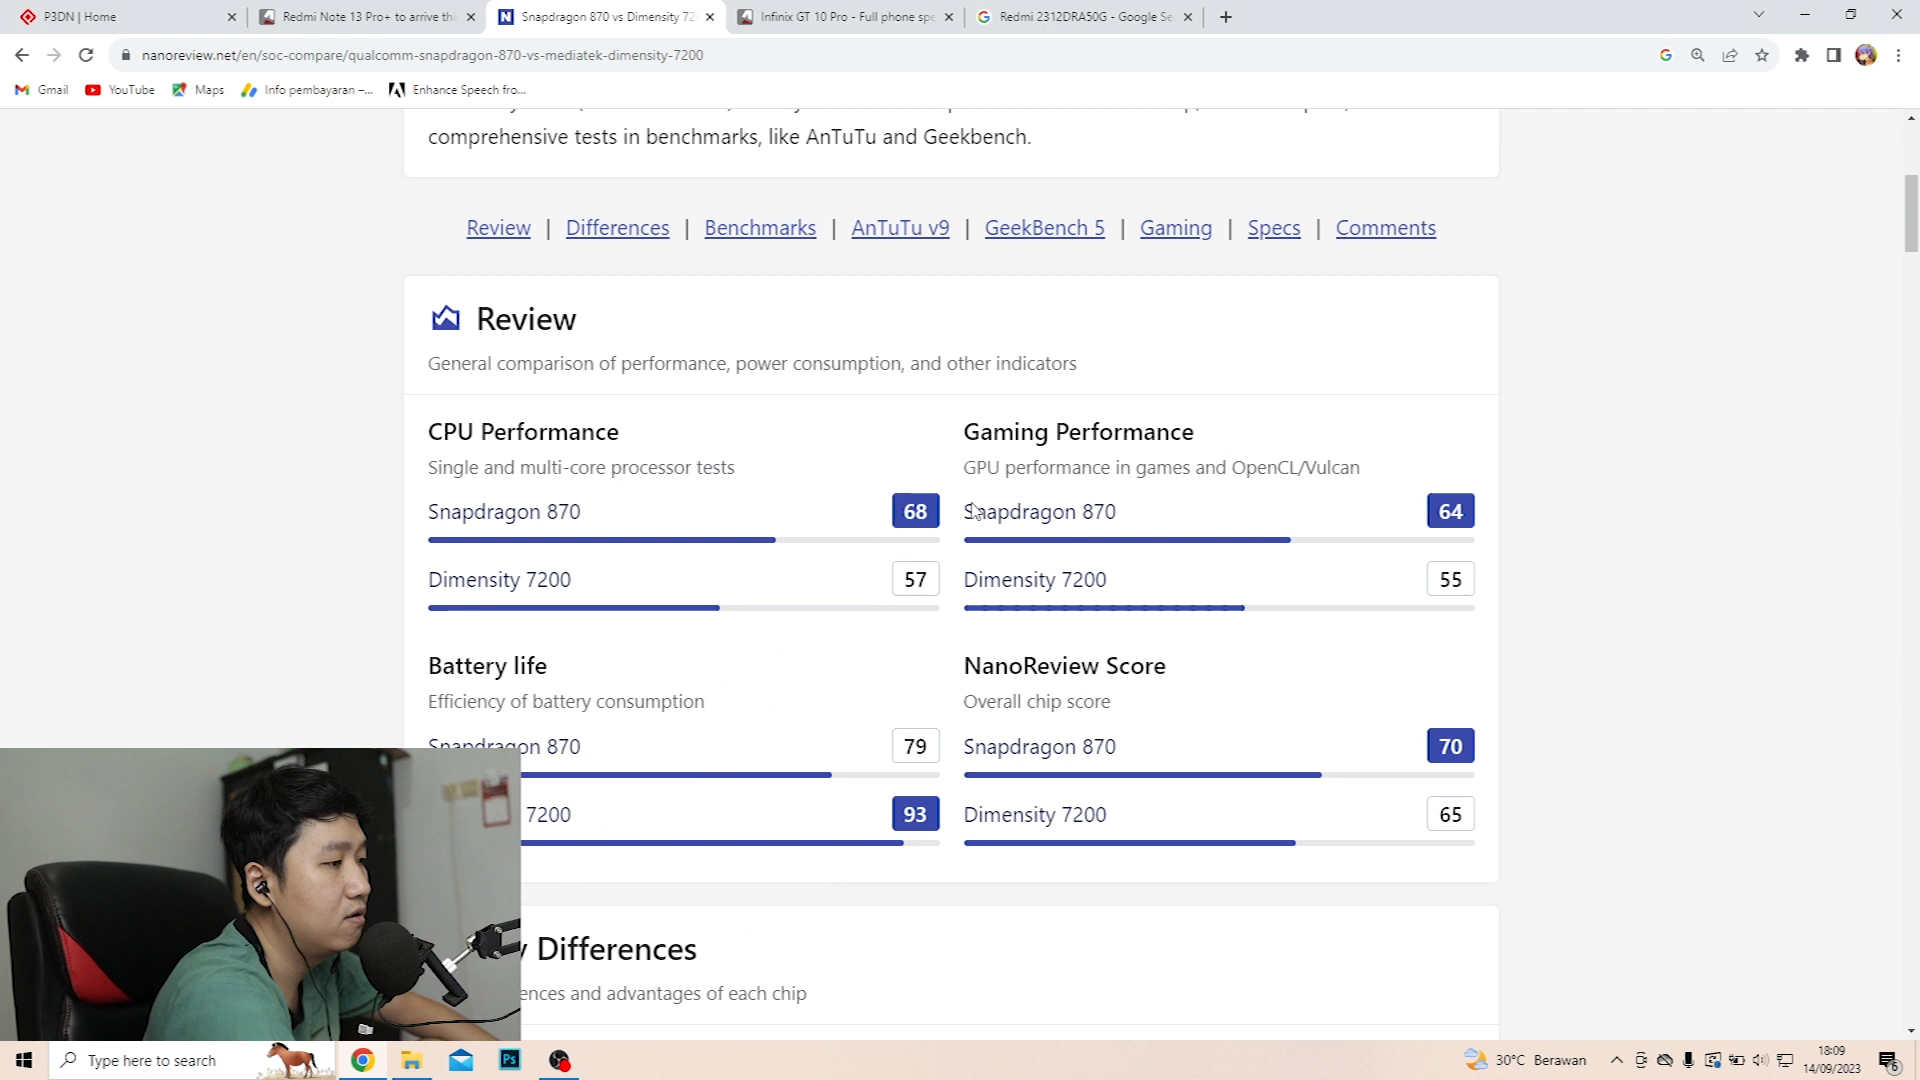 P3DN | Home
Redmi Note 13 Pro+ to arrive thi
Snapdragon 870 vs Dimensity 72
Infinix GT 10 Pro - Full phone spe
Redmi 2312DRA50G - Google Se
nanoreview.net/en/soc-compare/qualcomm-snapdragon-870-vs-mediatek-dimensity-7200
Gmail
YouTube
Maps
Info pembayaran –...
Enhance Speech fro...
comprehensive tests in benchmarks, like AnTuTu and Geekbench.
Review | Differences | Benchmarks | AnTuTu v9 | GeekBench 5 | Gaming | Specs | Comments
Review
General comparison of performance, power consumption, and other indicators
CPU Performance
Single and multi-core processor tests
Snapdragon 870 68
Dimensity 7200 57
Gaming Performance
GPU performance in games and OpenCL/Vulcan
Snapdragon 870 64
Dimensity 7200 55
Battery life
Efficiency of battery consumption
Snapdragon 870 79
7200 93
NanoReview Score
Overall chip score
Snapdragon 870 70
Dimensity 7200 65
Differences
ences and advantages of each chip
Type here to search
Ps
30°C Berawan
18:09
14/09/2023
6